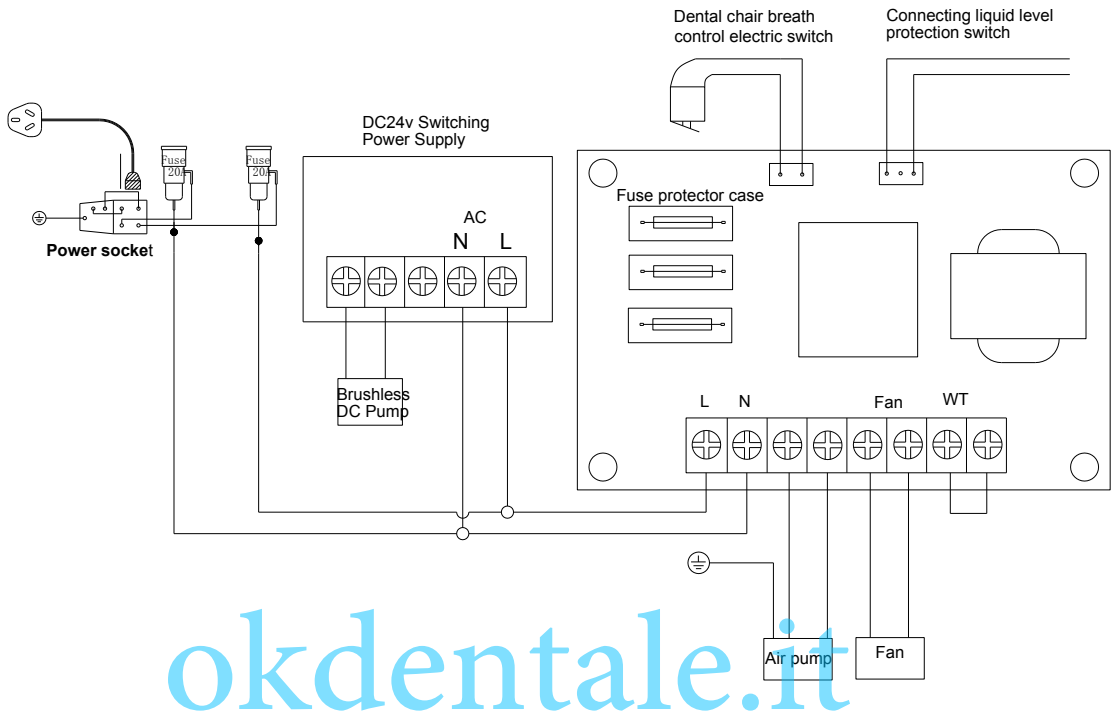 Dental chair breath
control electric switch
Connecting liquid level
protection switch
DC24v Switching
Power Supply
Fuse
20A
Fuse
20A
Fuse protector case
AC
N L
Power socket
Brushless
DC Pump
L N Fan WT
Air pump
Fan
okdentale.it